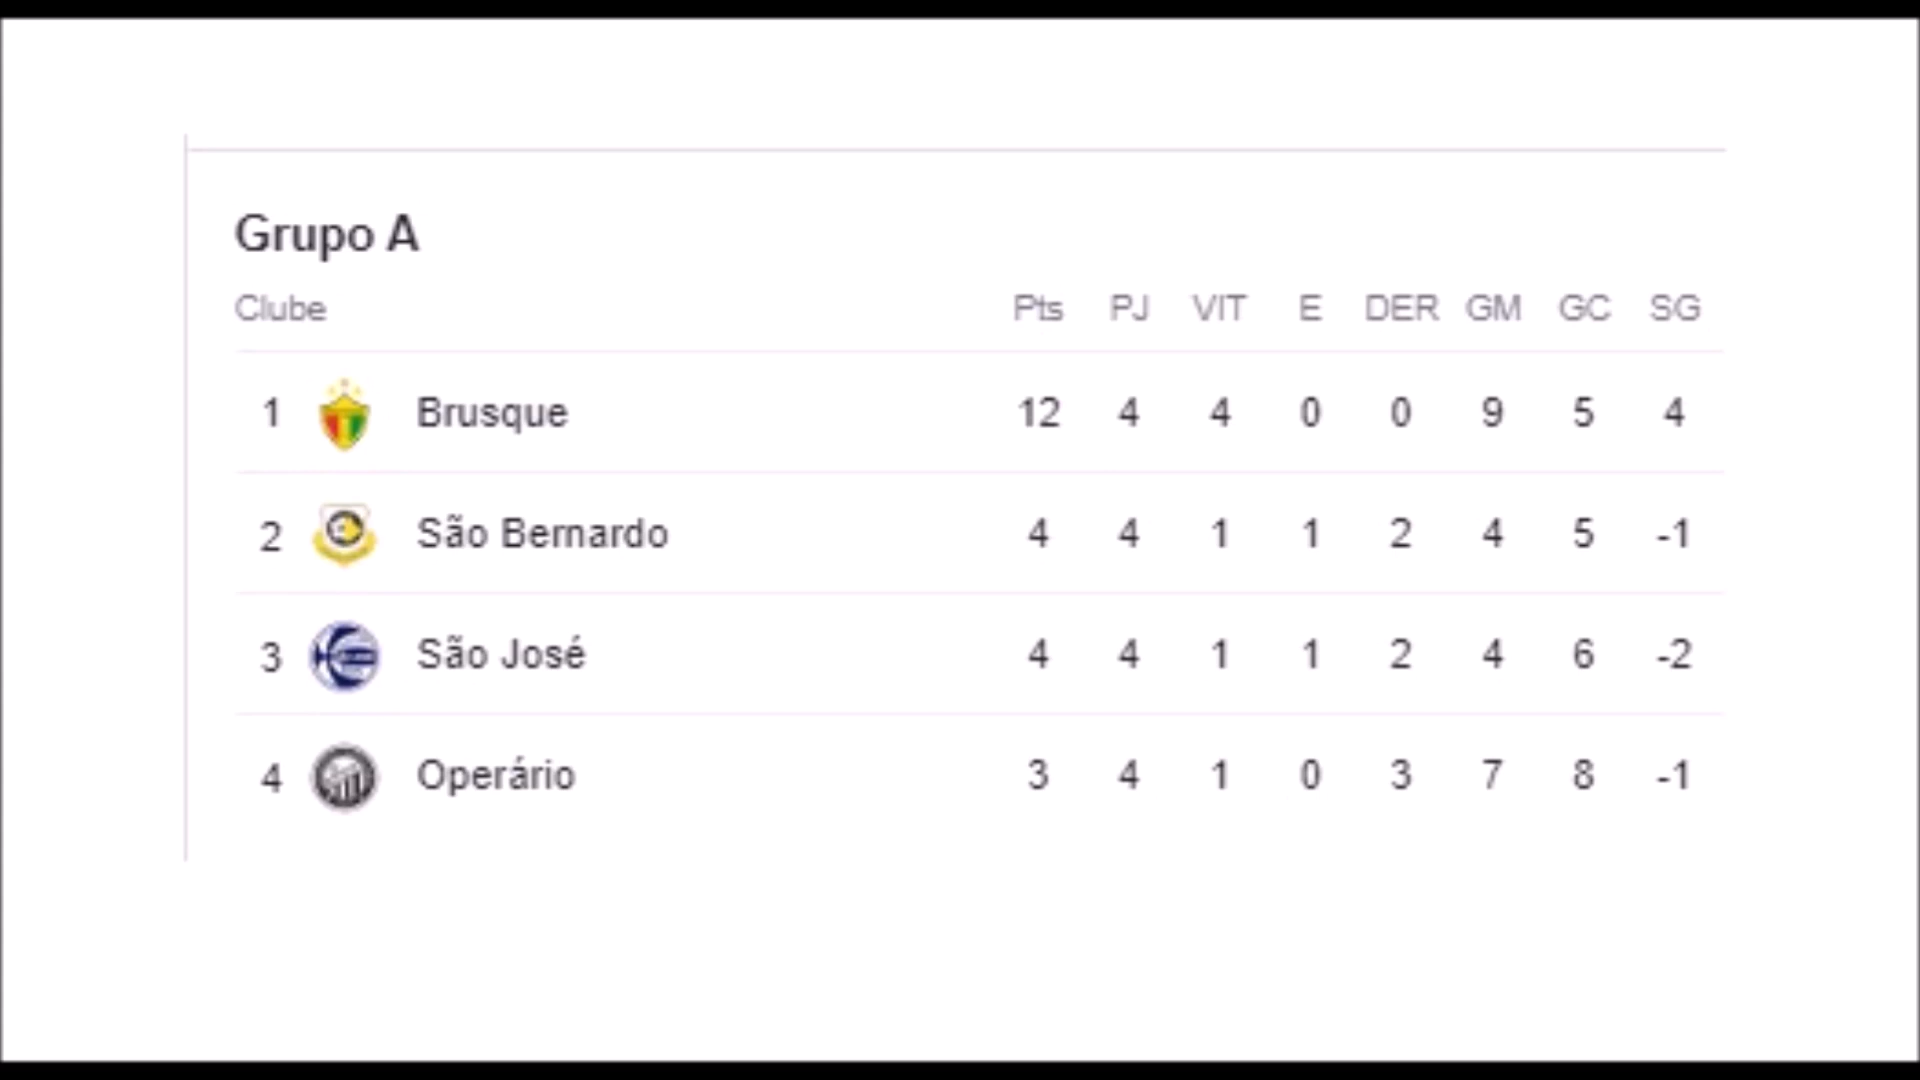 Grupo A
Clube Pts PJ VIT E DER GM GC SG
1 Brusque 12 4 4 0 0 9 5 4
2 São Bernardo 4 4 1 1 2 4 5 -1
3 São José 4 4 1 1 2 4 6 -2
4 Operário 3 4 1 0 3 7 8 -1